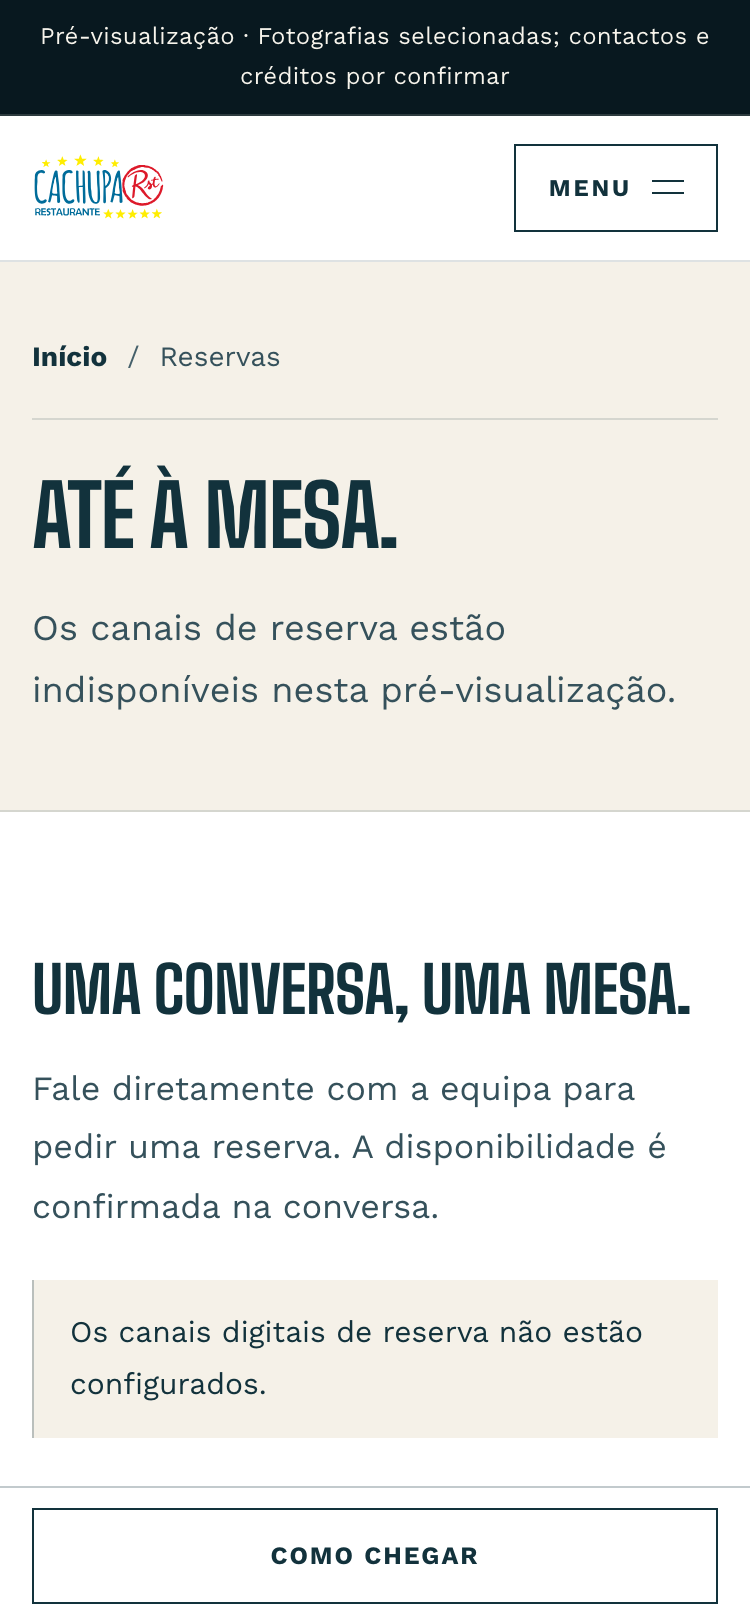 Pré-visualização · Fotografias selecionadas; contactos e
créditos por confirmar
CACHUPA Rst
RESTAURANTE
MENU
Início / Reservas
ATÉ À MESA.
Os canais de reserva estão
indisponíveis nesta pré-visualização.
UMA CONVERSA, UMA MESA.
Fale diretamente com a equipa para
pedir uma reserva. A disponibilidade é
confirmada na conversa.
Os canais digitais de reserva não estão
configurados.
COMO CHEGAR